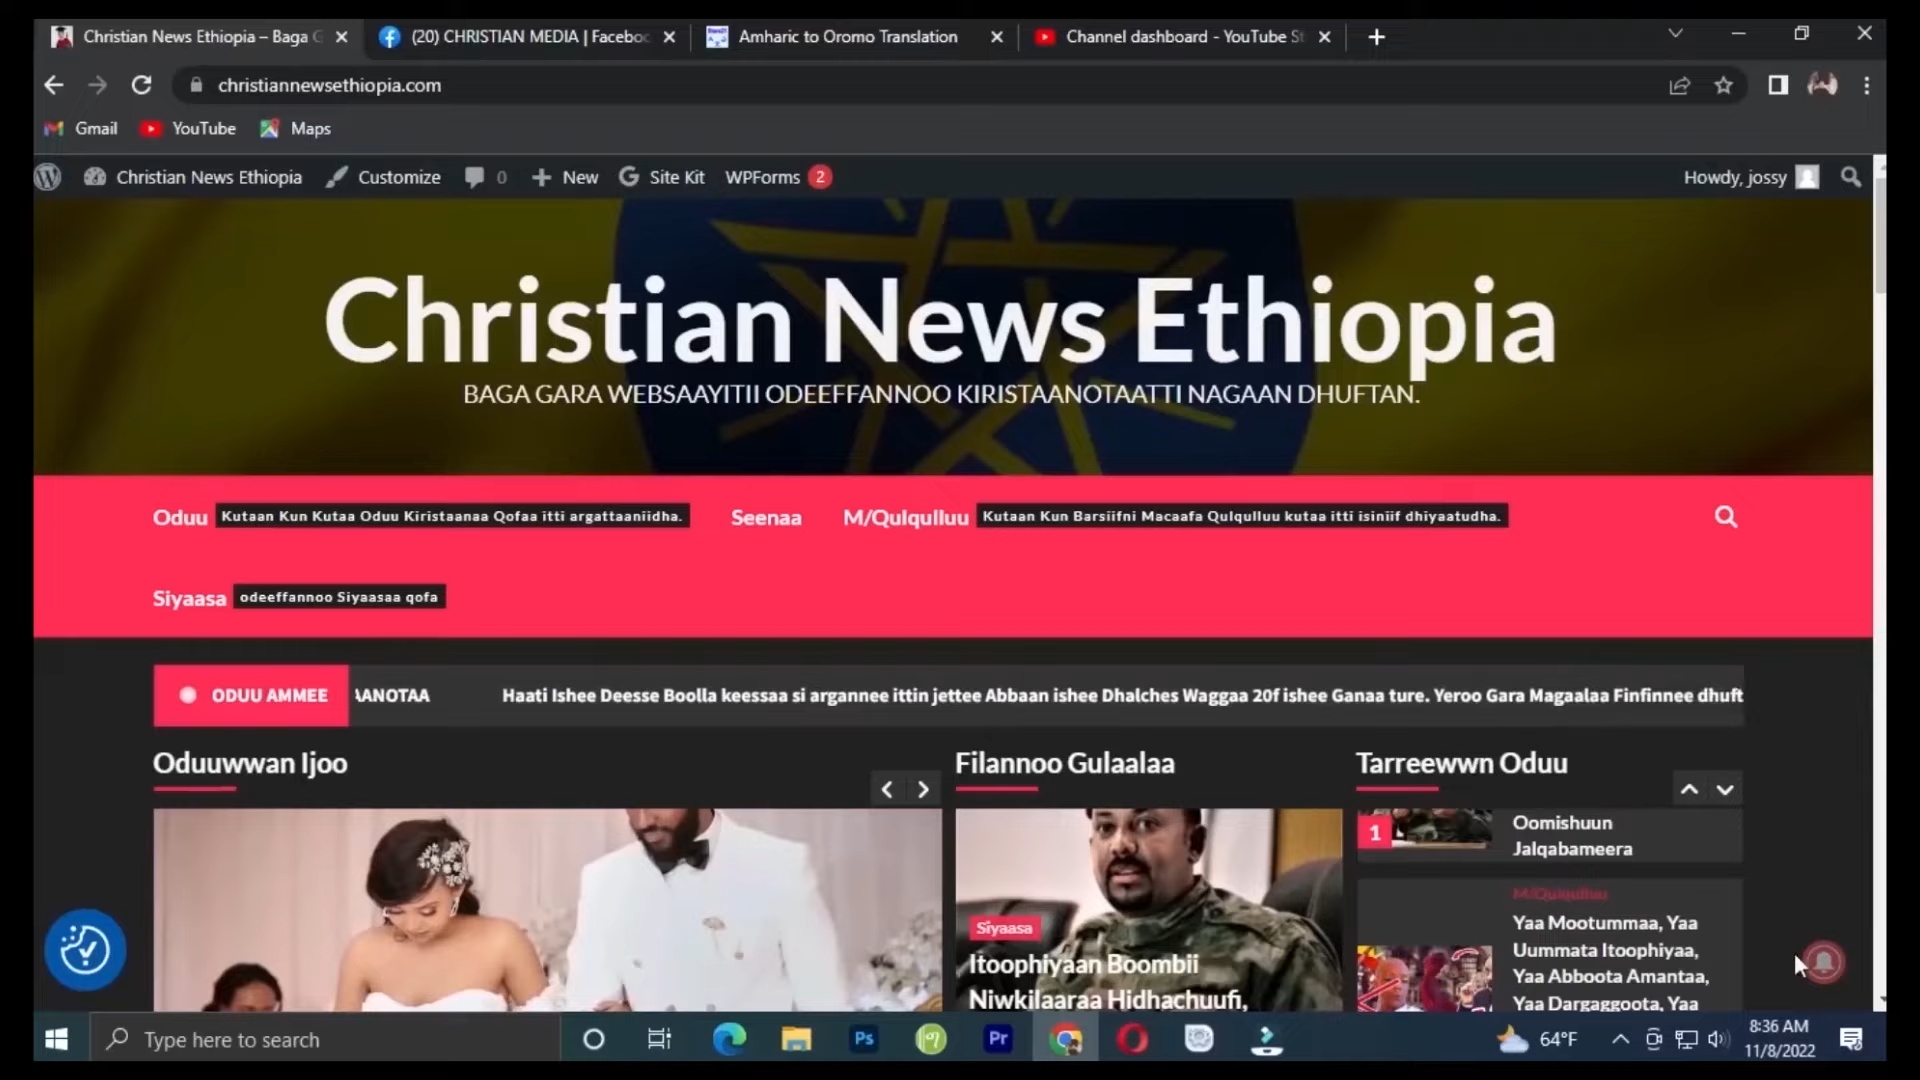 Christian News Ethiopia – Baga G
(20) CHRISTIAN MEDIA | Faceboo
Amharic to Oromo Translation
Channel dashboard - YouTube St
christiannewsethiopia.com
Gmail
YouTube
Maps
Christian News Ethiopia
Customize
0
New
Site Kit
WPForms 2
Howdy, jossy
Christian News Ethiopia
BAGA GARA WEBSAAYITII ODEEFFANNOO KIRISTAANOTAATTI NAGAAN DHUFTAN.
Oduu Kutaan Kun Kutaa Oduu Kiristaanaa Qofaa itti argattaaniidha.
Seenaa
M/Qulqulluu Kutaan Kun Barsiifni Macaafa Qulqulluu kutaa itti isiniif dhiyaatudha.
Siyaasa odeeffannoo Siyaasaa qofa
ODUU AMMEE
AANOTAA
Haati Ishee Deesse Boolla keessaa si argannee ittin jettee Abbaan ishee Dhalches Waggaa 20f ishee Ganaa ture. Yeroo Gara Magaalaa Finfinnee dhuft
Oduuwwan Ijoo
Filannoo Gulaalaa
Siyaasa
Itoophiyaan Boombii
Niwkilaaraa Hidhachuufi,
Tarreewwn Oduu
1
Oomishuun
Jalqabameera
M/Qulqulluu
Yaa Mootummaa, Yaa
Uummata Itoophiyaa,
Yaa Abboota Amantaa,
Yaa Dargaggoota, Yaa
Type here to search
Ps
Pr
64°F
8:36 AM
11/8/2022